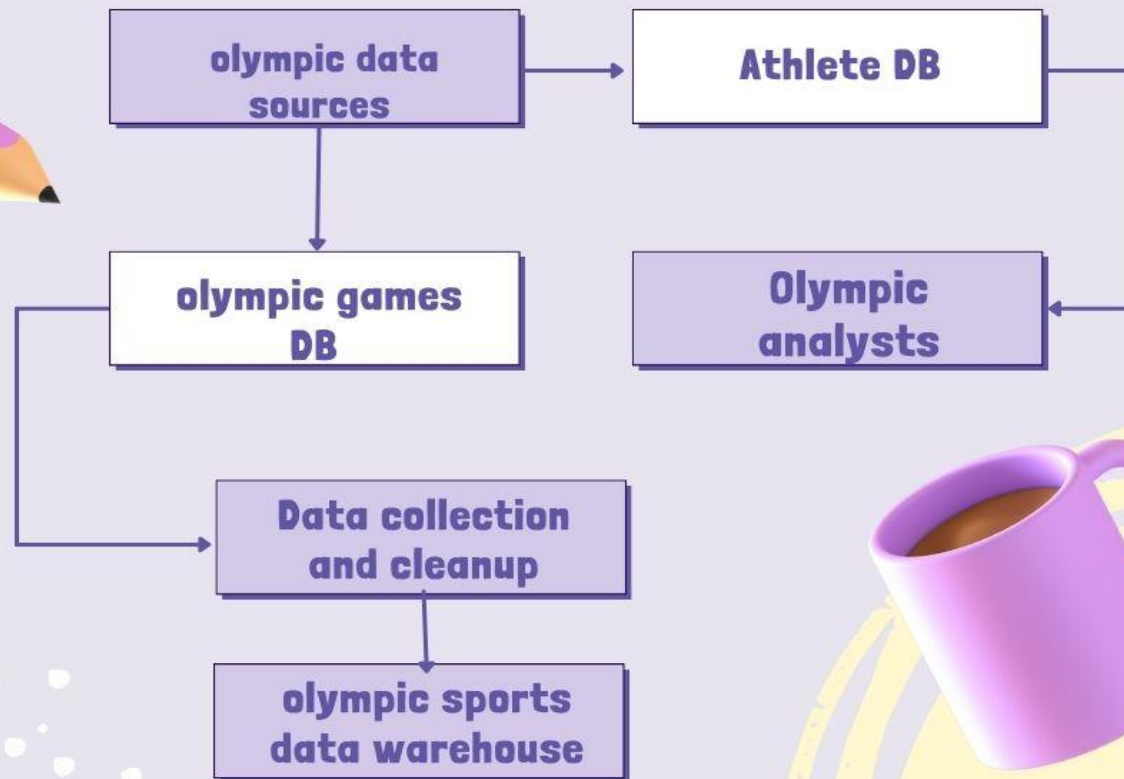 olympic data
sources
Athlete DB
olympic games
DB
Olympic
analysts
Data collection
and cleanup
olympic sports
data warehouse